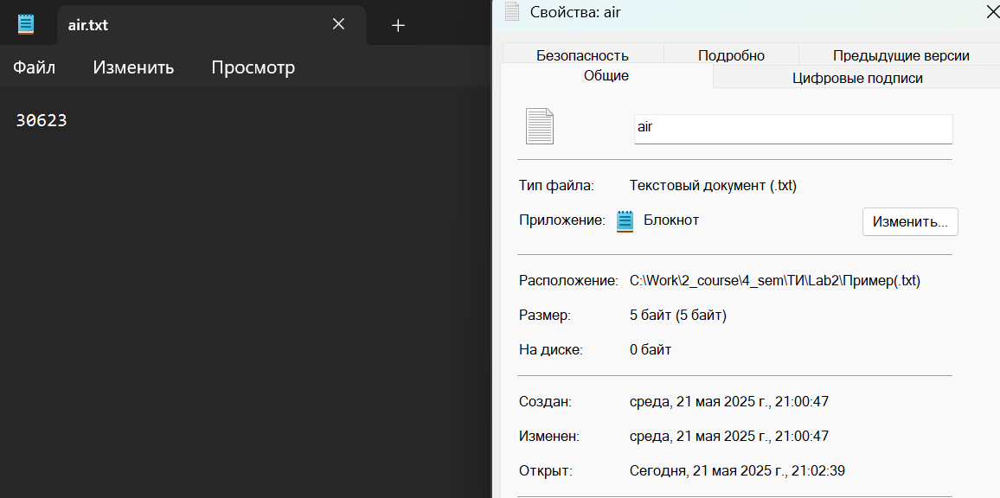 air.txt
Файл Изменить Просмотр
30623
Свойства: air
Безопасность Подробно Предыдущие версии
Общие Цифровые подписи
air
Тип файла: Текстовый документ (.txt)
Приложение: Блокнот Изменить...
Расположение: C:\Work\2_course\4_sem\ТИ\Lab2\Пример(.txt)
Размер: 5 байт (5 байт)
На диске: 0 байт
Создан: среда, 21 мая 2025 г., 21:00:47
Изменен: среда, 21 мая 2025 г., 21:00:47
Открыт: Сегодня, 21 мая 2025 г., 21:02:39